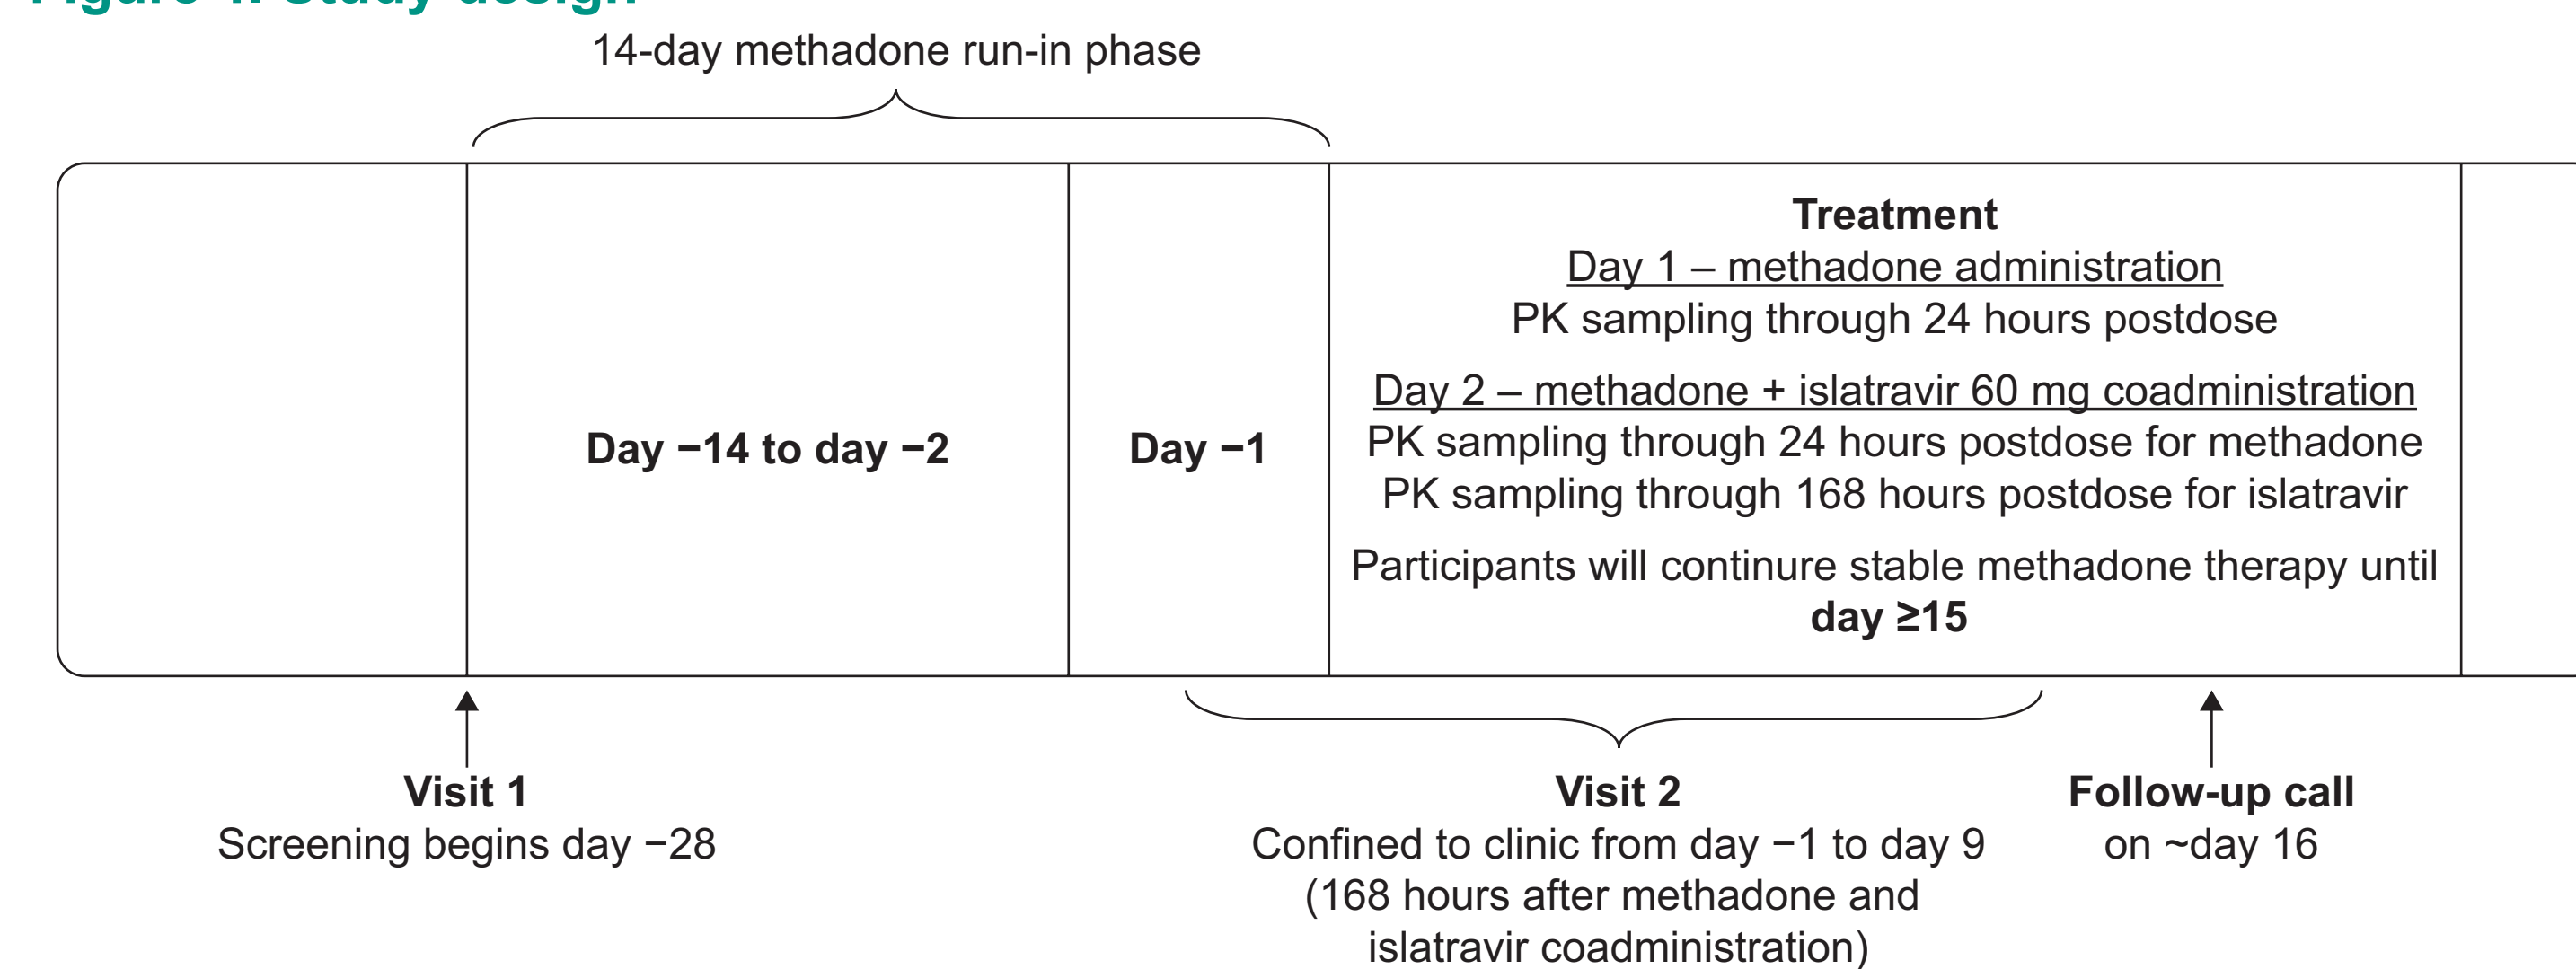 Study design
14-day methadone run-in phase
Day −14 to day −2
Day −1
Treatment
Day 1 – methadone administration
PK sampling through 24 hours postdose
Day 2 – methadone + islatravir 60 mg coadministration
PK sampling through 24 hours postdose for methadone
PK sampling through 168 hours postdose for islatravir
Participants will continure stable methadone therapy until
day ≥15
Visit 1
Screening begins day −28
Visit 2
Confined to clinic from day −1 to day 9
(168 hours after methadone and
islatravir coadministration)
Follow-up call
on ~day 16